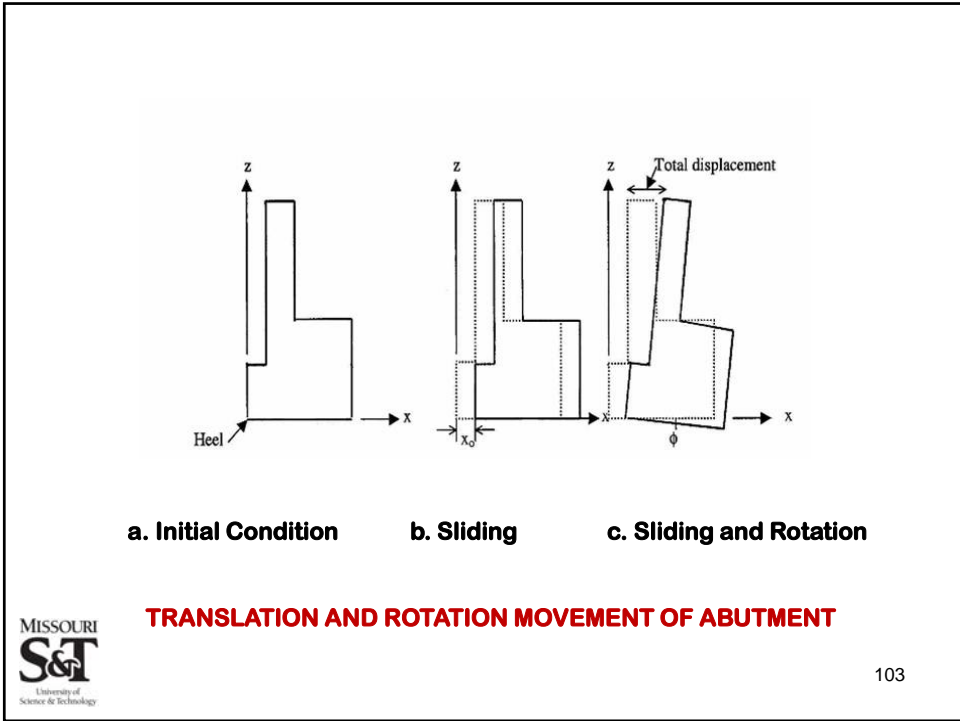 z
x
Heel
z
x
x₀
z
Total displacement
x
ϕ
a. Initial Condition
b. Sliding
c. Sliding and Rotation
TRANSLATION AND ROTATION MOVEMENT OF ABUTMENT
MISSOURI
S&T
University of
Science & Technology
103